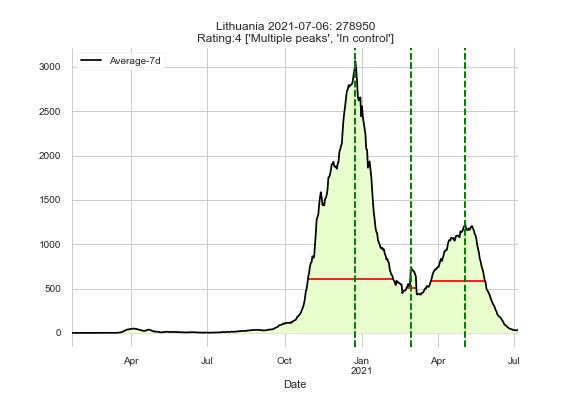 Lithuania 2021-07-06: 278950
Rating:4 ['Multiple peaks', 'In control']
Average-7d
3000
2500
2000
1500
1000
500
0
Apr
Jul
Oct
Jan
2021
Apr
Jul
Date